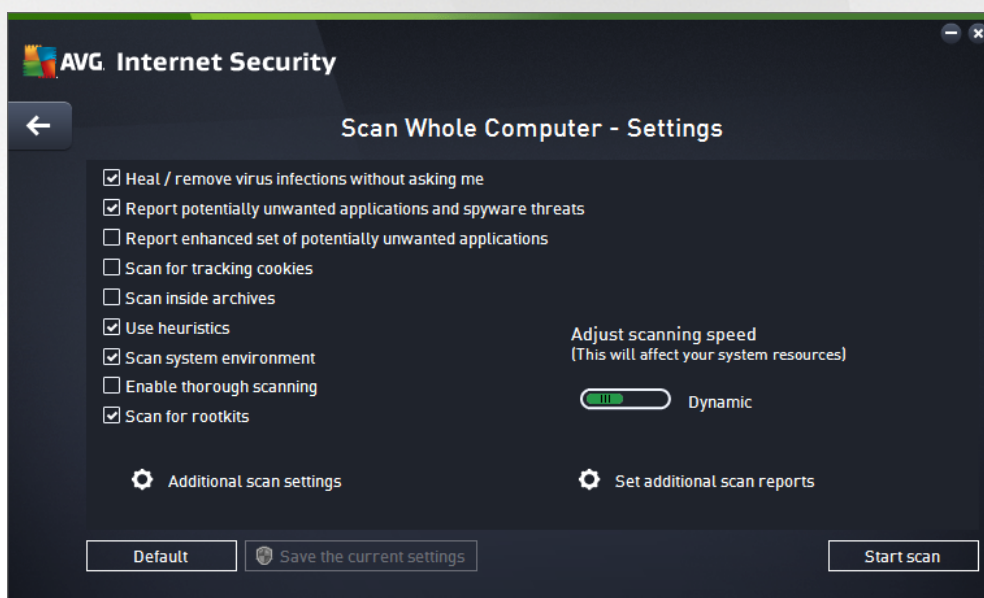 AVG. Internet Security
Scan Whole Computer - Settings
Heal / remove virus infections without asking me
Report potentially unwanted applications and spyware threats
Report enhanced set of potentially unwanted applications
Scan for tracking cookies
Scan inside archives
Use heuristics
Scan system environment
Enable thorough scanning
Scan for rootkits
Adjust scanning speed
(This will affect your system resources)
Dynamic
Additional scan settings
Set additional scan reports
Default
Save the current settings
Start scan